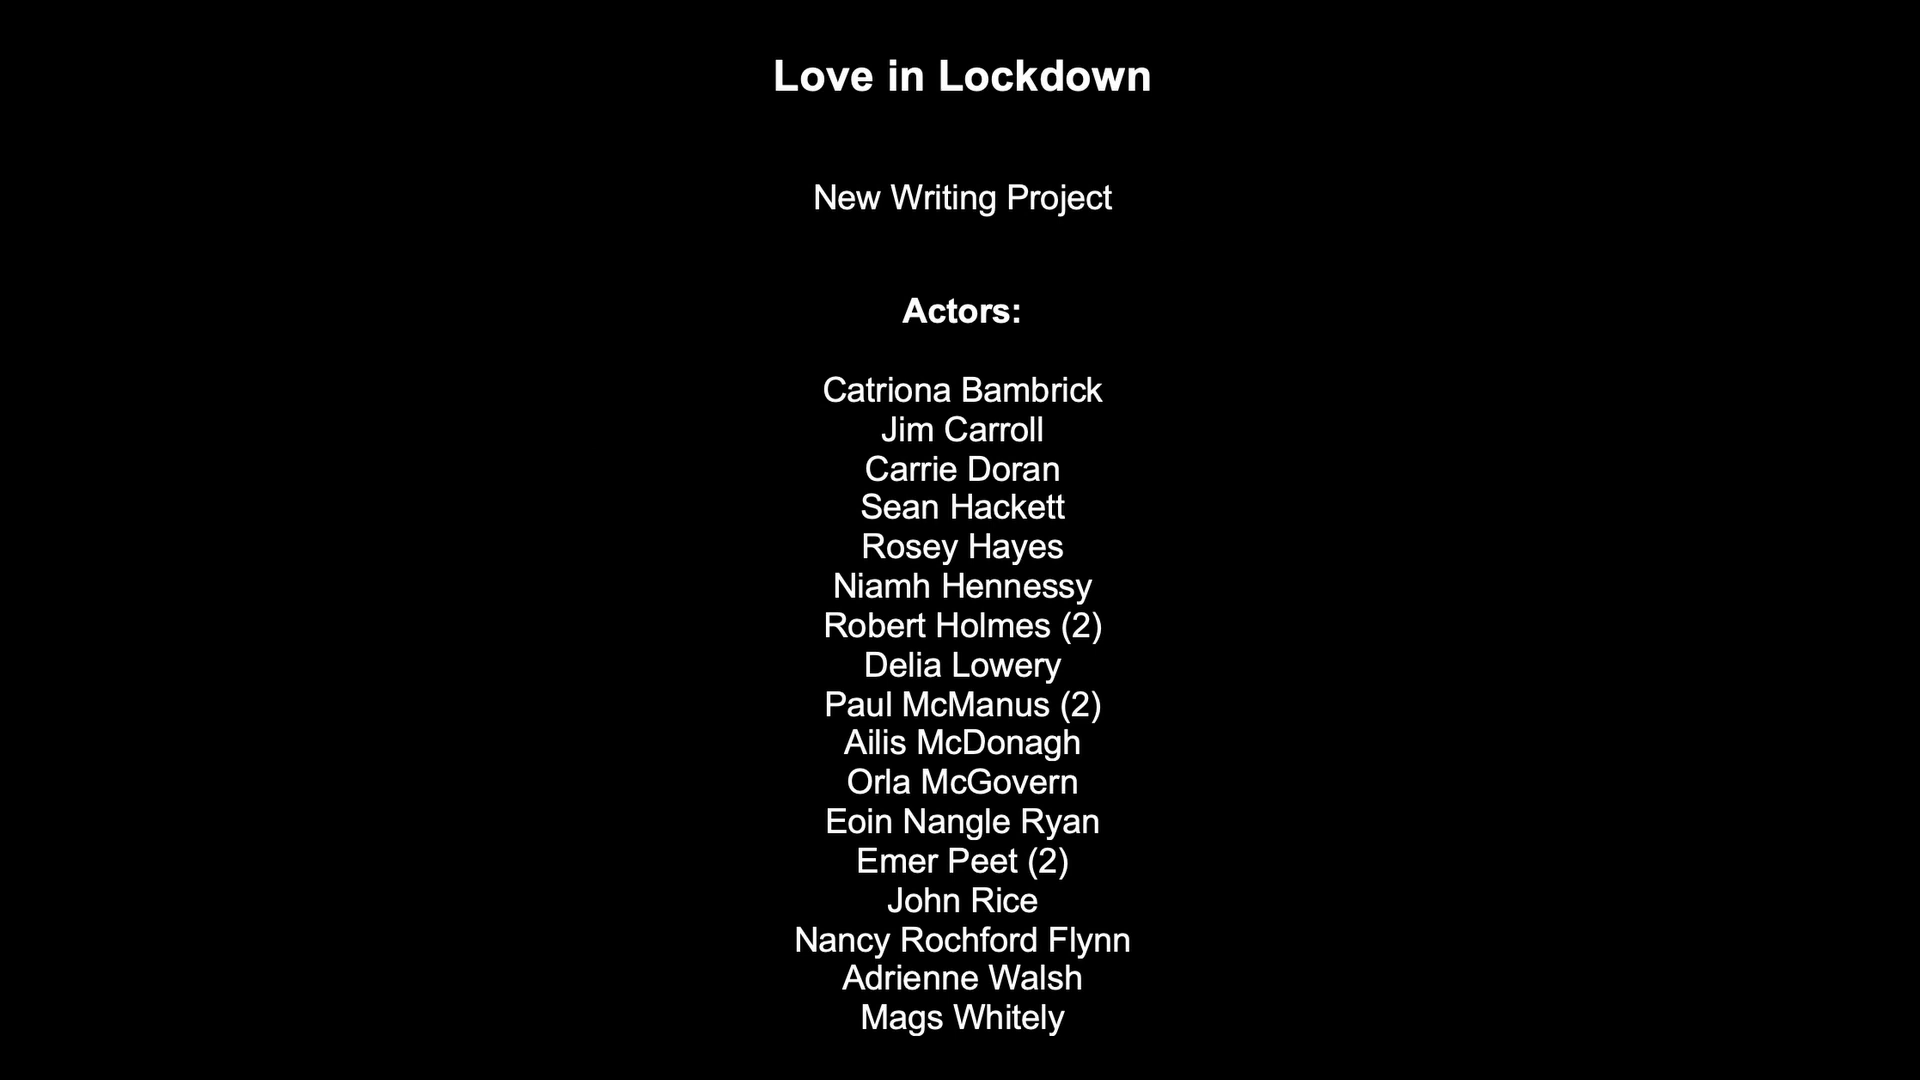 Love in Lockdown
New Writing Project
Actors:
Catriona Bambrick
Jim Carroll
Carrie Doran
Sean Hackett
Rosey Hayes
Niamh Hennessy
Robert Holmes (2)
Delia Lowery
Paul McManus (2)
Ailis McDonagh
Orla McGovern
Eoin Nangle Ryan
Emer Peet (2)
John Rice
Nancy Rochford Flynn
Adrienne Walsh
Mags Whitely